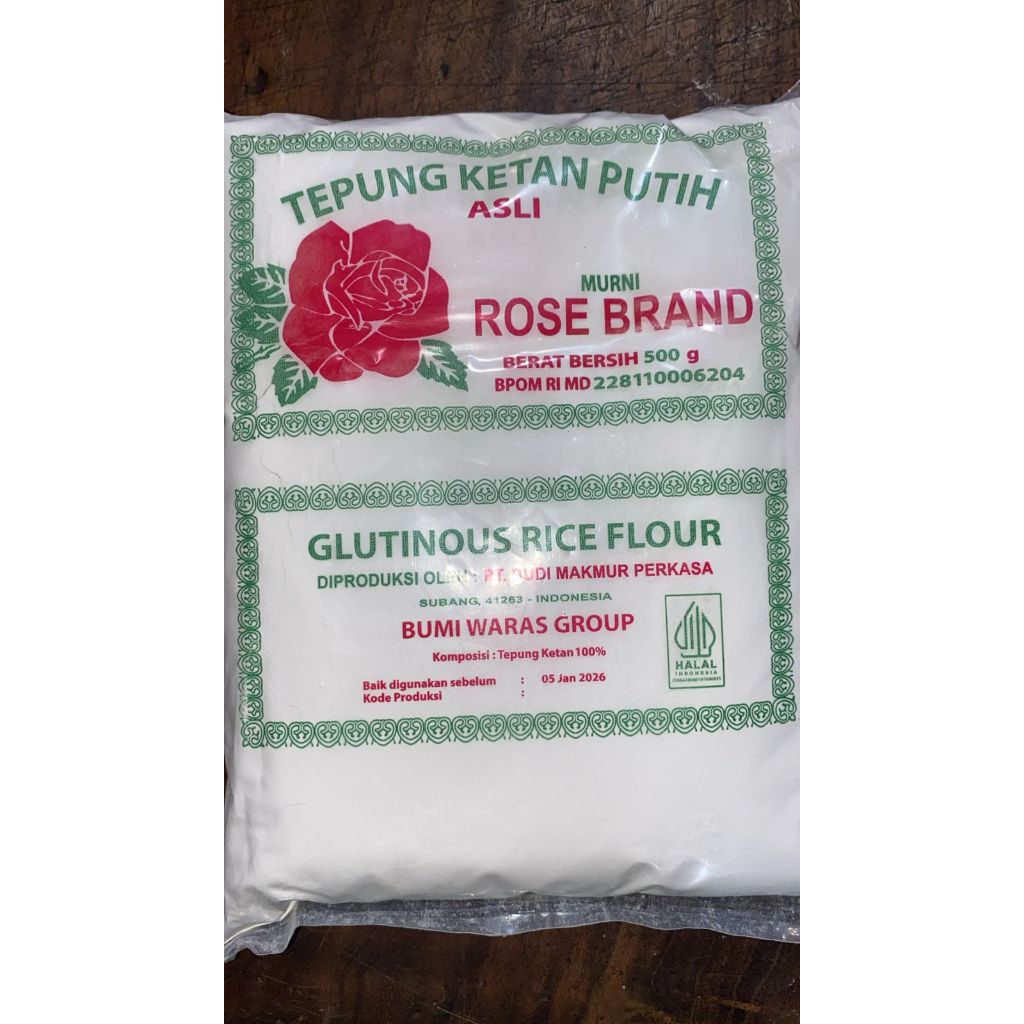 TEPUNG KETAN PUTIH
ASLI
MURNI
ROSE BRAND
BERAT BERSIH 500 g
BPOM RI MD 228110006204
GLUTINOUS RICE FLOUR
DIPRODUKSI OLEH : PT. BUDI MAKMUR PERKASA
SUBANG, 41263 - INDONESIA
BUMI WARAS GROUP
Komposisi : Tepung Ketan 100%
Baik digunakan sebelum : 05 Jan 2026
Kode Produksi :
HALAL
INDONESIA